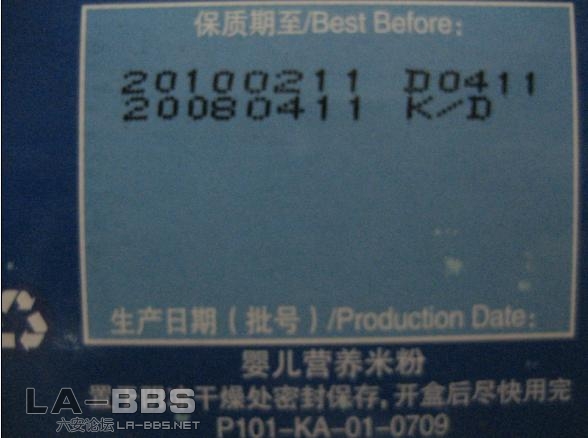 保质期至/Best Before:
20100211 D0411
20080411 K/D
生产日期(批号)/Production Date:
婴儿营养米粉
干燥处密封保存,开盒后尽快用完
P101-KA-01-0709
LA-BBS
六安论坛LA-BBS.NET